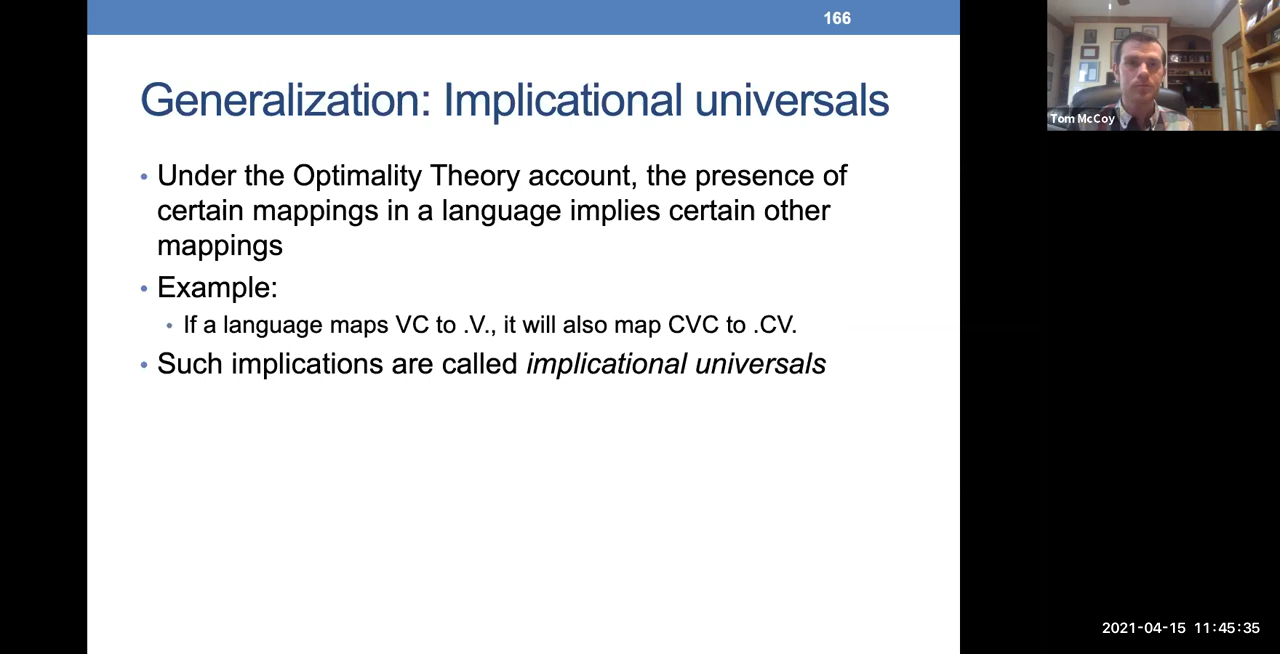 166
Generalization: Implicational universals
• Under the Optimality Theory account, the presence of
certain mappings in a language implies certain other
mappings
• Example:
• If a language maps VC to .V., it will also map CVC to .CV.
• Such implications are called implicational universals
Tom McCoy
2021-04-15 11:45:35